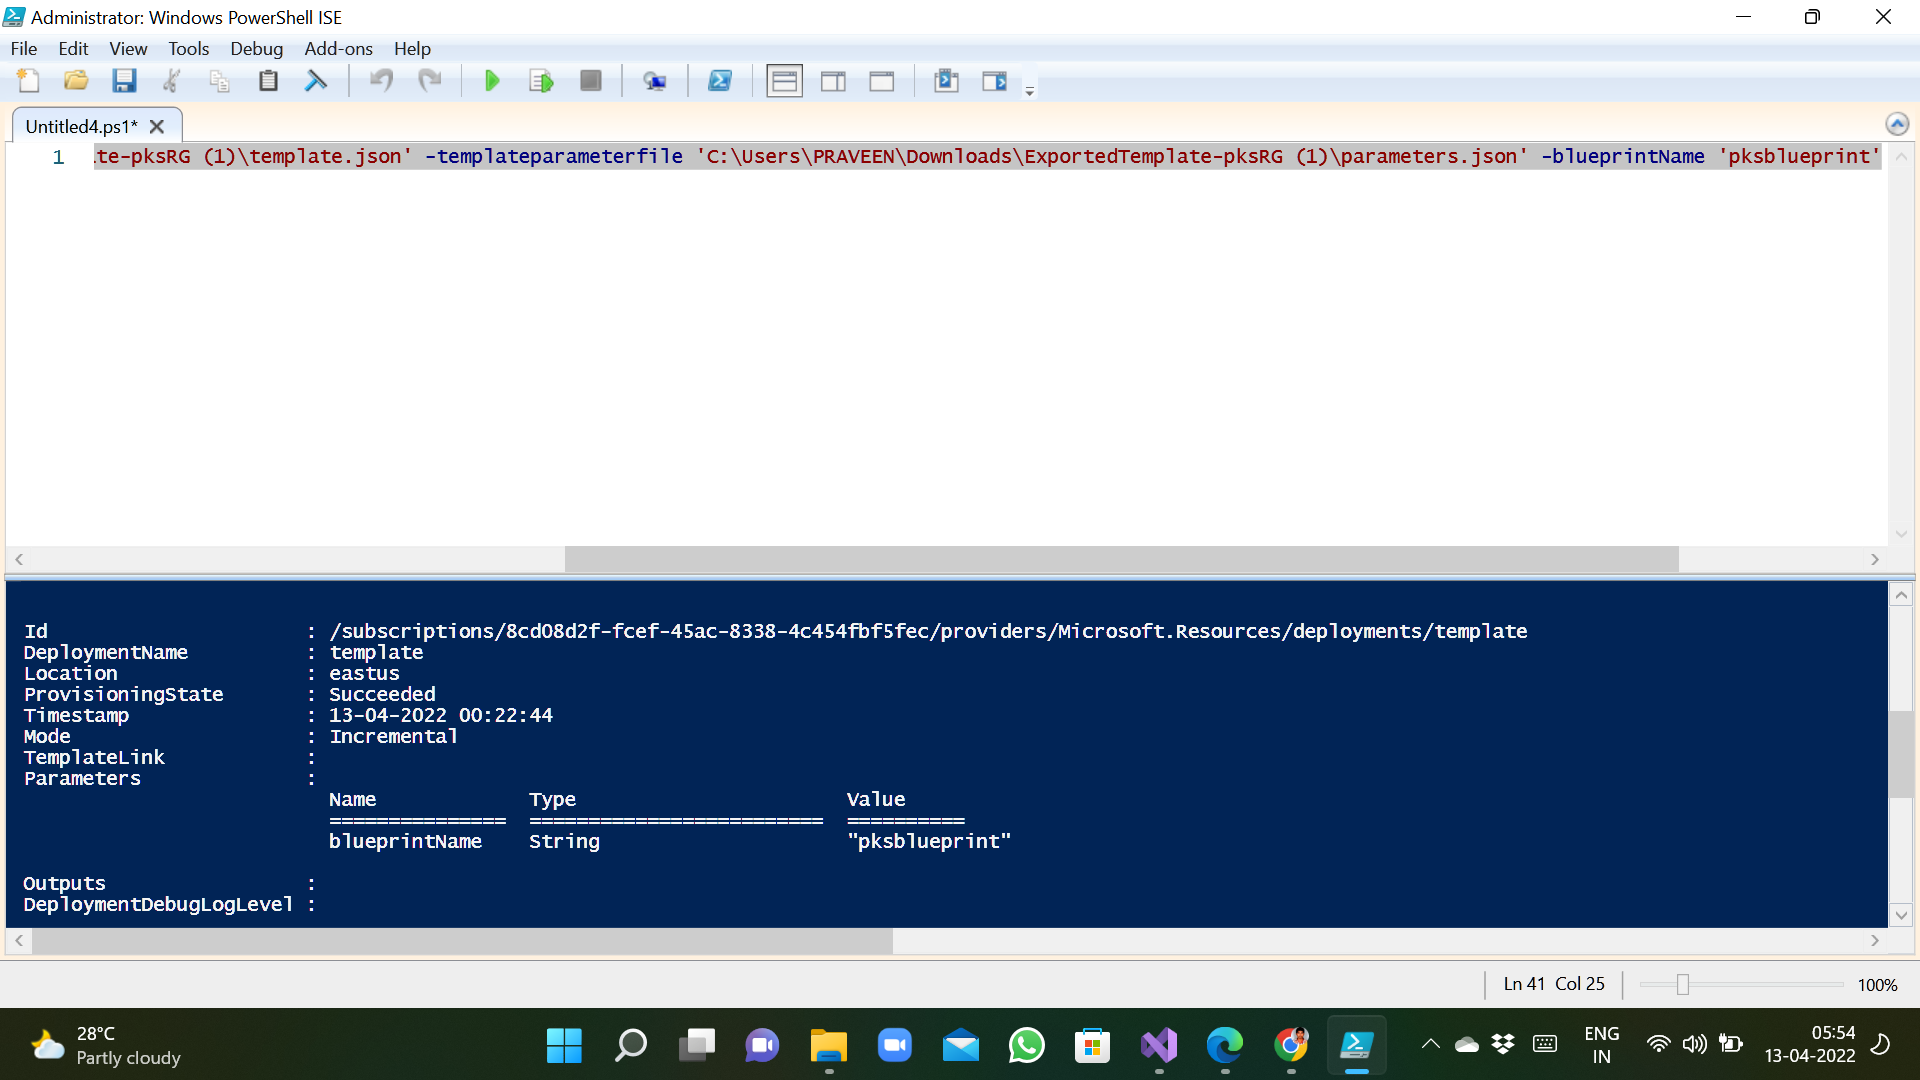 Administrator: Windows PowerShell ISE
File Edit View Tools Debug Add-ons Help
Untitled4.ps1* X
1 te-pksRG (1)\template.json' -templateparameterfile 'C:\Users\PRAVEEN\Downloads\ExportedTemplate-pksRG (1)\parameters.json' -blueprintName 'pksblueprint'
Id : /subscriptions/8cd08d2f-fcef-45ac-8338-4c454fbf5fec/providers/Microsoft.Resources/deployments/template
DeploymentName : template
Location : eastus
ProvisioningState : Succeeded
Timestamp : 13-04-2022 00:22:44
Mode : Incremental
TemplateLink :
Parameters :
Name Type Value
=============== ========================= ==========
blueprintName String "pksblueprint"
Outputs :
DeploymentDebugLogLevel :
Ln 41 Col 25 100%
28°C
Partly cloudy
ENG
IN
05:54
13-04-2022